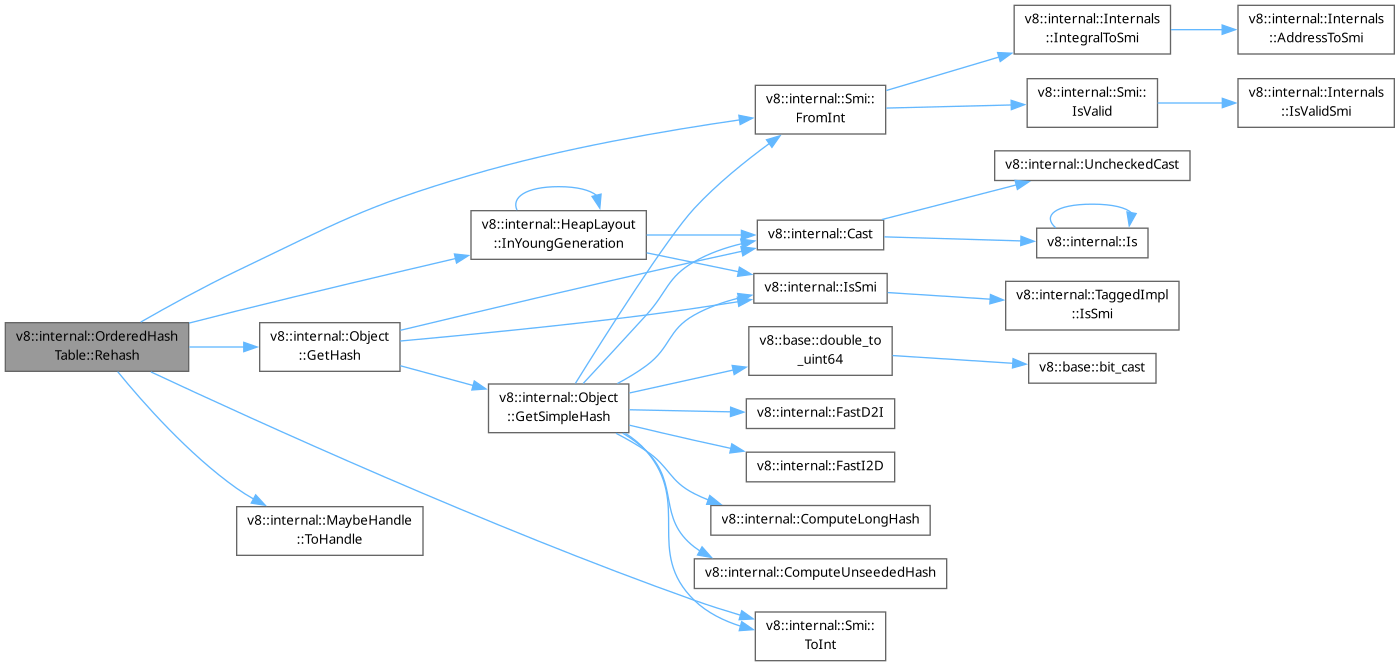 v8::internal::OrderedHash
Table::Rehash
v8::internal::Smi::
FromInt
v8::internal::Internals
::IntegralToSmi
v8::internal::Internals
::AddressToSmi
v8::internal::Smi::
IsValid
v8::internal::Internals
::IsValidSmi
v8::internal::HeapLayout
::InYoungGeneration
v8::internal::Cast
v8::internal::UncheckedCast
v8::internal::Is
v8::internal::IsSmi
v8::internal::TaggedImpl
::IsSmi
v8::internal::Object
::GetHash
v8::internal::Object
::GetSimpleHash
v8::base::double_to
_uint64
v8::base::bit_cast
v8::internal::FastD2I
v8::internal::FastI2D
v8::internal::ComputeLongHash
v8::internal::ComputeUnseededHash
v8::internal::Smi::
ToInt
v8::internal::MaybeHandle
::ToHandle